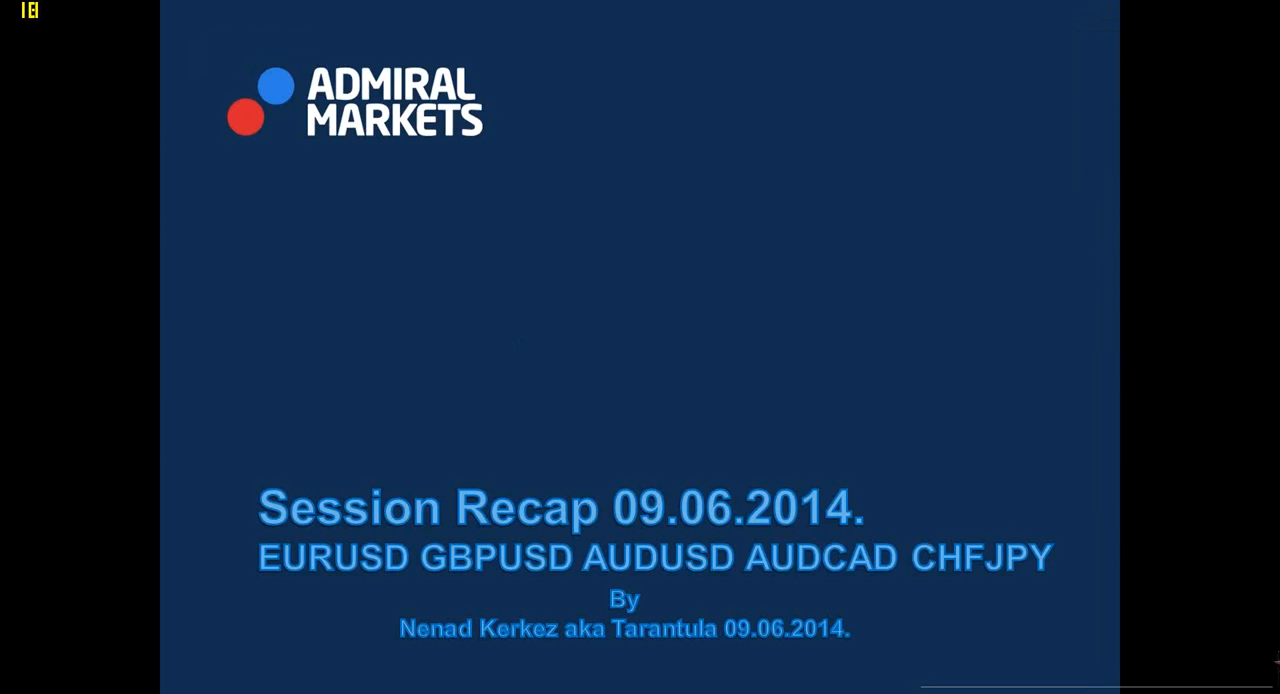 ADMIRAL
MARKETS
Session Recap 09.06.2014.
EURUSD GBPUSD AUDUSD AUDCAD CHFJPY
By
Nenad Kerkez aka Tarantula 09.06.2014.